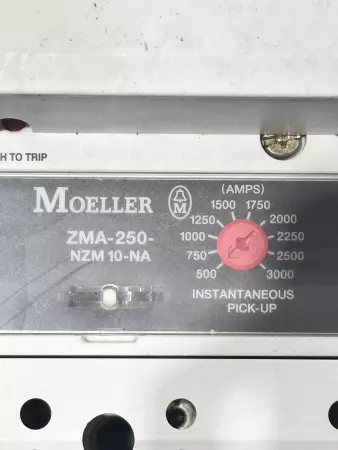 H TO TRIP
MOELLER
M
ZMA-250-
NZM 10-NA
(AMPS)
1500 1750
1250 2000
1000 2250
750 2500
500 3000
INSTANTANEOUS
PICK-UP